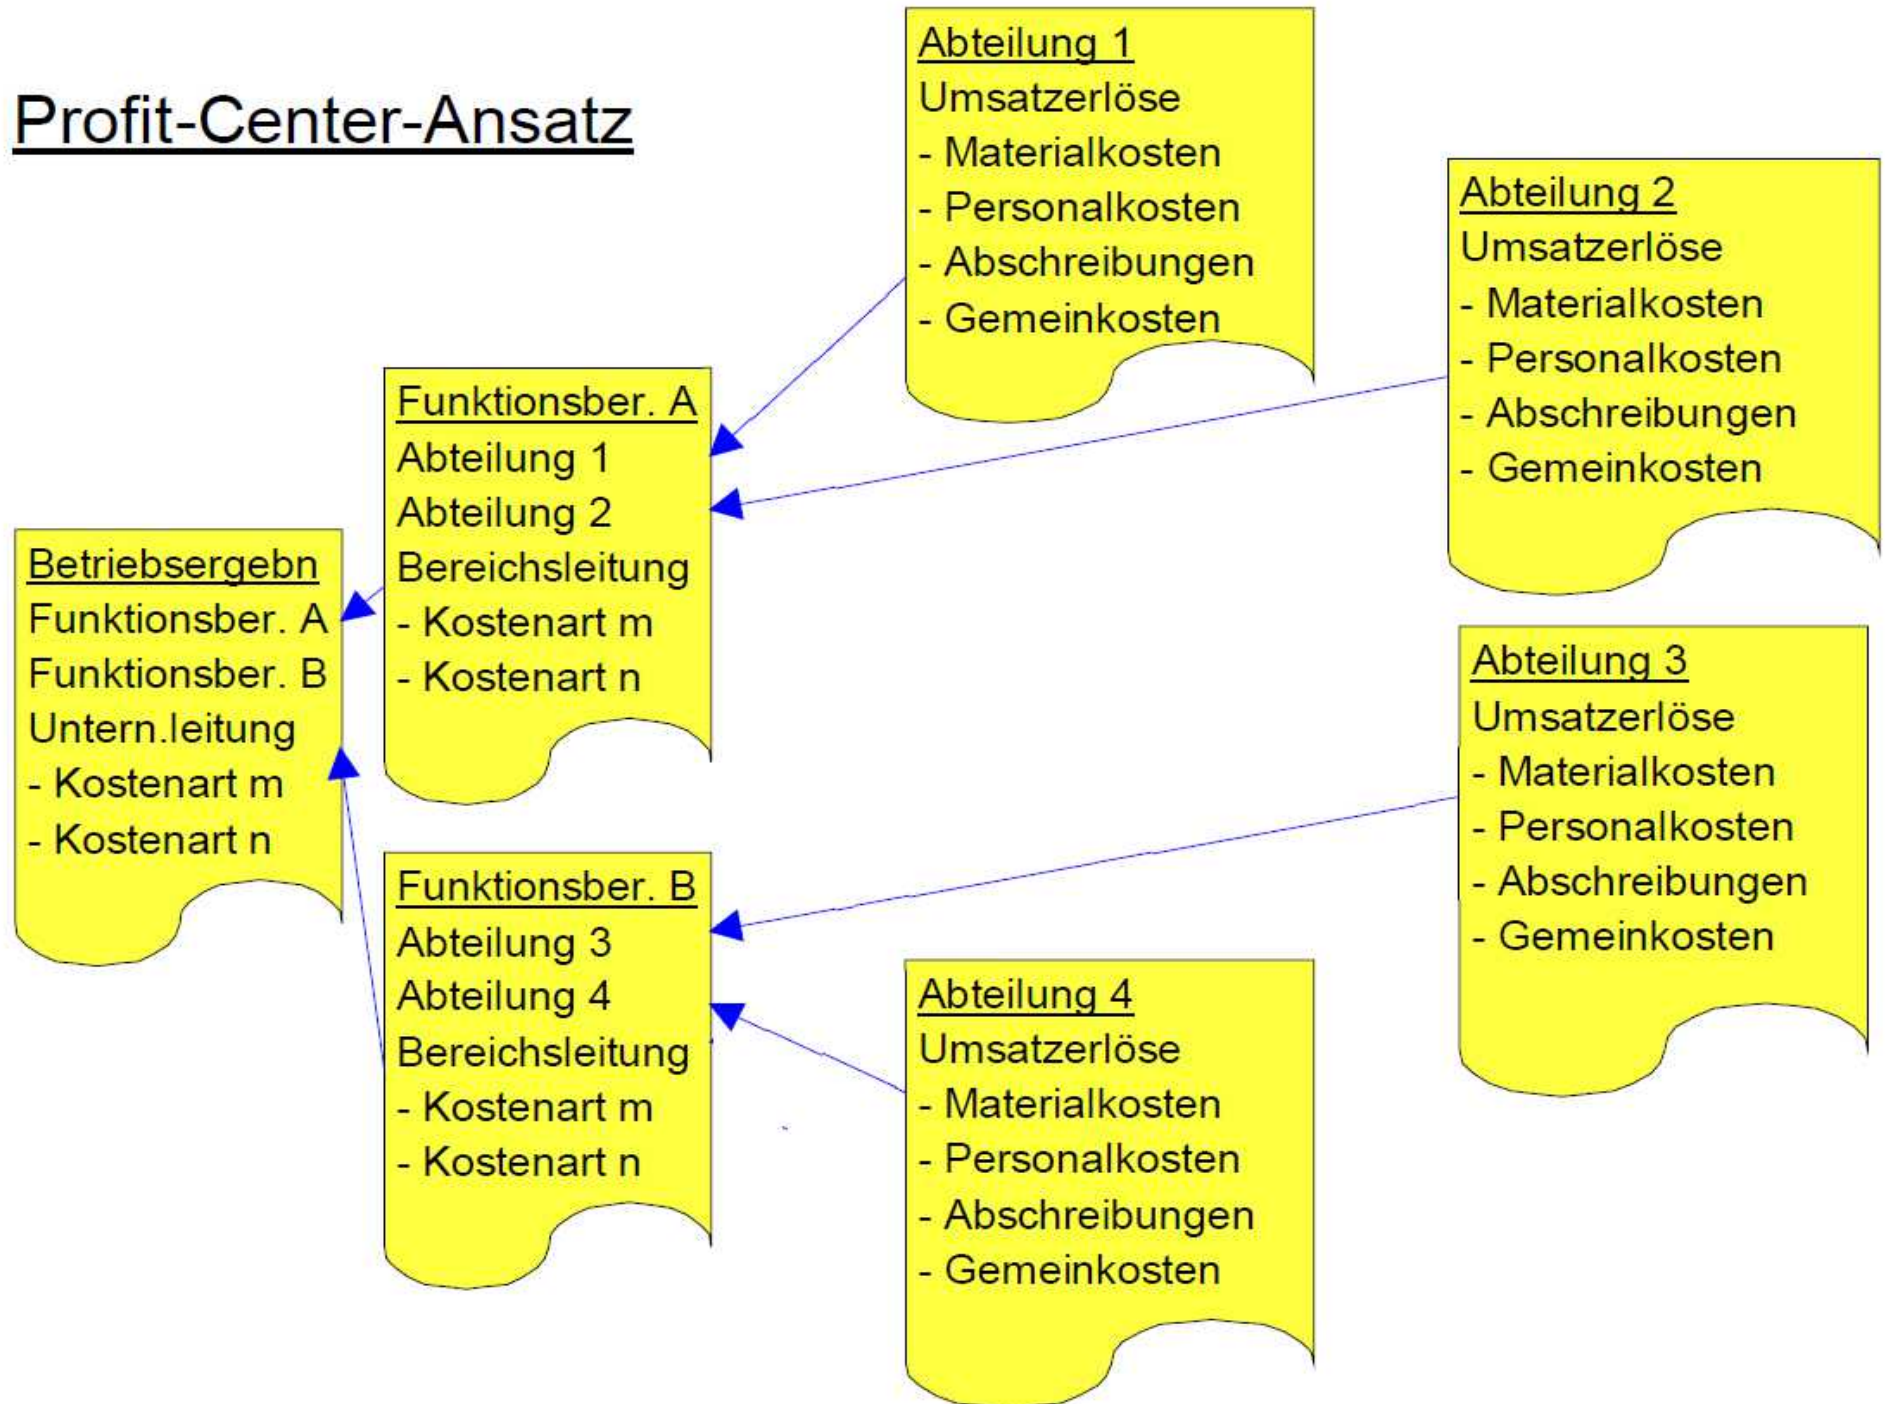 Profit-Center-Ansatz
Abteilung 1
Umsatzerlöse
- Materialkosten
- Personalkosten
- Abschreibungen
- Gemeinkosten
Abteilung 2
Umsatzerlöse
- Materialkosten
- Personalkosten
- Abschreibungen
- Gemeinkosten
Funktionsber. A
Abteilung 1
Abteilung 2
Bereichsleitung
- Kostenart m
- Kostenart n
Betriebsergebn
Funktionsber. A
Funktionsber. B
Untern.leitung
- Kostenart m
- Kostenart n
Abteilung 3
Umsatzerlöse
- Materialkosten
- Personalkosten
- Abschreibungen
- Gemeinkosten
Funktionsber. B
Abteilung 3
Abteilung 4
Bereichsleitung
- Kostenart m
- Kostenart n
Abteilung 4
Umsatzerlöse
- Materialkosten
- Personalkosten
- Abschreibungen
- Gemeinkosten